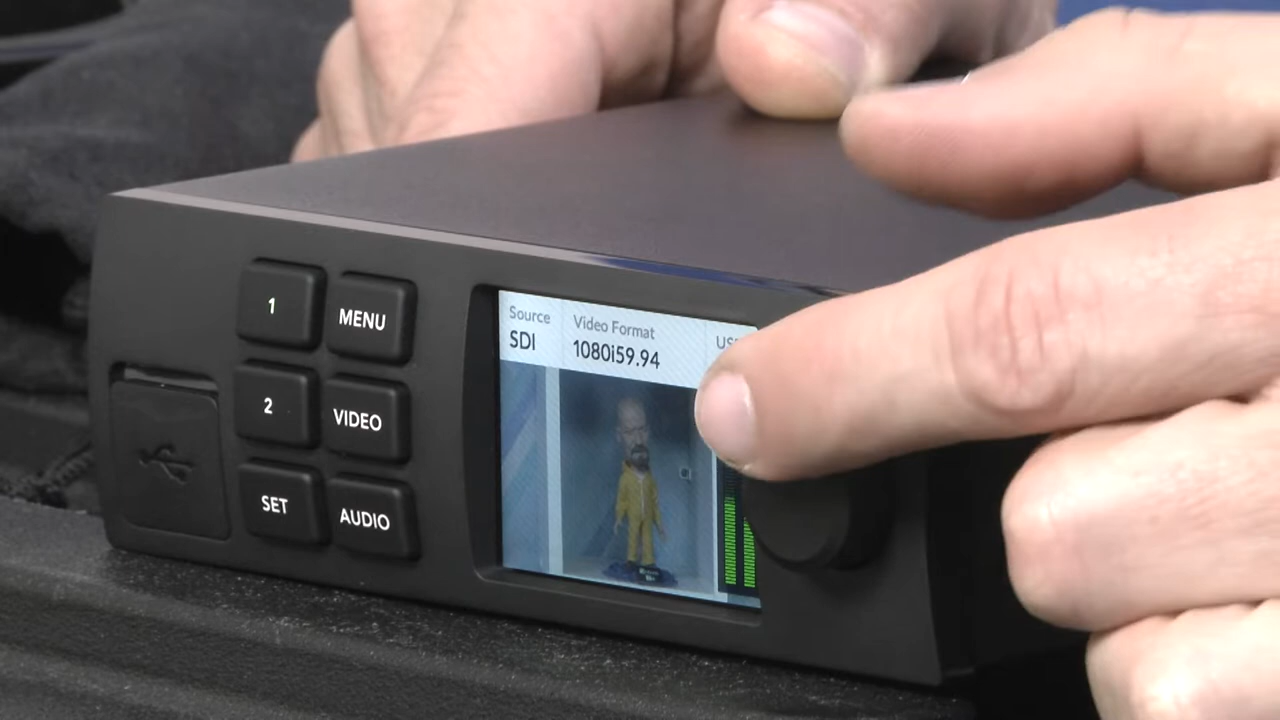 1
MENU
2
VIDEO
SET
AUDIO
Source
Video Format
SDI
1080i59.94